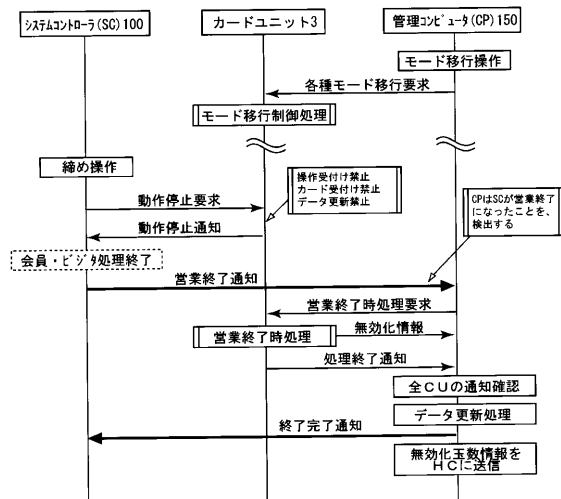 システムコントローラ(SC)100
カードユニット3
管理コンピュータ(CP)150
モード移行操作
各種モード移行要求
モード移行制御処理
締め操作
操作受付け禁止
カード受付け禁止
データ更新禁止
動作停止要求
CPはSCが営業終了
になったことを、
検出する
動作停止通知
会員・ビジタ処理終了
営業終了通知
営業終了時処理要求
営業終了時処理
無効化情報
処理終了通知
全CUの通知確認
データ更新処理
終了完了通知
無効化玉数情報を
HCに送信